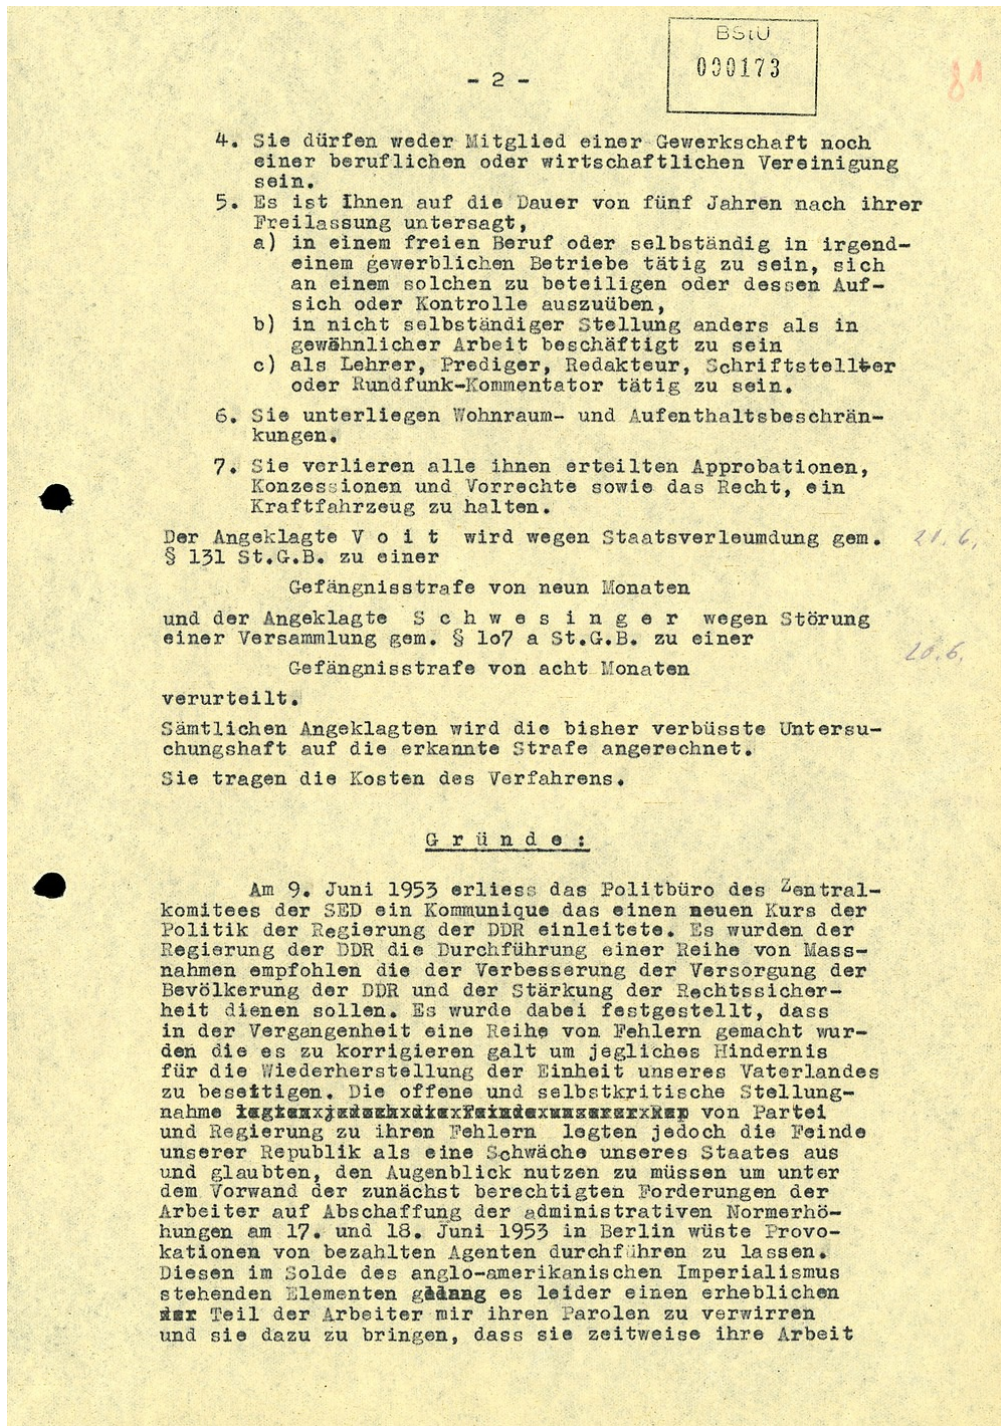 BStU
000173
81
- 2 -
4. Sie dürfen weder Mitglied einer Gewerkschaft noch
einer beruflichen oder wirtschaftlichen Vereinigung
sein.
5. Es ist Ihnen auf die Dauer von fünf Jahren nach ihrer
Freilassung untersagt,
a) in einem freien Beruf oder selbständig in irgend-
einem gewerblichen Betriebe tätig zu sein, sich
an einem solchen zu beteiligen oder dessen Auf-
sich oder Kontrolle auszuüben,
b) in nicht selbständiger Stellung anders als in
gewöhnlicher Arbeit beschäftigt zu sein
c) als Lehrer, Prediger, Redakteur, Schriftsteller
oder Rundfunk-Kommentator tätig zu sein.
6. Sie unterliegen Wohnraum- und Aufenthaltsbeschrän-
kungen.
7. Sie verlieren alle ihnen erteilten Approbationen,
Konzessionen und Vorrechte sowie das Recht, ein
Kraftfahrzeug zu halten.
Der Angeklagte V o i t wird wegen Staatsverleumdung gem. 21.6.
§ 131 St.G.B. zu einer
Gefängnisstrafe von neun Monaten
und der Angeklagte S c h w e s i n g e r wegen Störung
einer Versammlung gem. § 1o7 a St.G.B. zu einer 20.6.
Gefängnisstrafe von acht Monaten
verurteilt.
Sämtlichen Angeklagten wird die bisher verbüsste Untersu-
chungshaft auf die erkannte Strafe angerechnet.
Sie tragen die Kosten des Verfahrens.
G r ü n d e :
Am 9. Juni 1953 erliess das Politbüro des Zentral-
komitees der SED ein Kommunique das einen neuen Kurs der
Politik der Regierung der DDR einleitete. Es wurden der
Regierung der DDR die Durchführung einer Reihe von Mass-
nahmen empfohlen die der Verbesserung der Versorgung der
Bevölkerung der DDR und der Stärkung der Rechtssicher-
heit dienen sollen. Es wurde dabei festgestellt, dass
in der Vergangenheit eine Reihe von Fehlern gemacht wur-
den die es zu korrigieren galt um jegliches Hindernis
für die Wiederherstellung der Einheit unseres Vaterlandes
zu beseitigen. Die offene und selbstkritische Stellung-
nahme von Partei
und Regierung zu ihren Fehlern legten jedoch die Feinde
unserer Republik als eine Schwäche unseres Staates aus
und glaubten, den Augenblick nutzen zu müssen um unter
dem Vorwand der zunächst berechtigten Forderungen der
Arbeiter auf Abschaffung der administrativen Normerhö-
hungen am 17. und 18. Juni 1953 in Berlin wüste Provo-
kationen von bezahlten Agenten durchführen zu lassen.
Diesen im Solde des anglo-amerikanischen Imperialismus
stehenden Elementen gelang es leider einen erheblichen
Teil der Arbeiter mir ihren Parolen zu verwirren
und sie dazu zu bringen, dass sie zeitweise ihre Arbeit